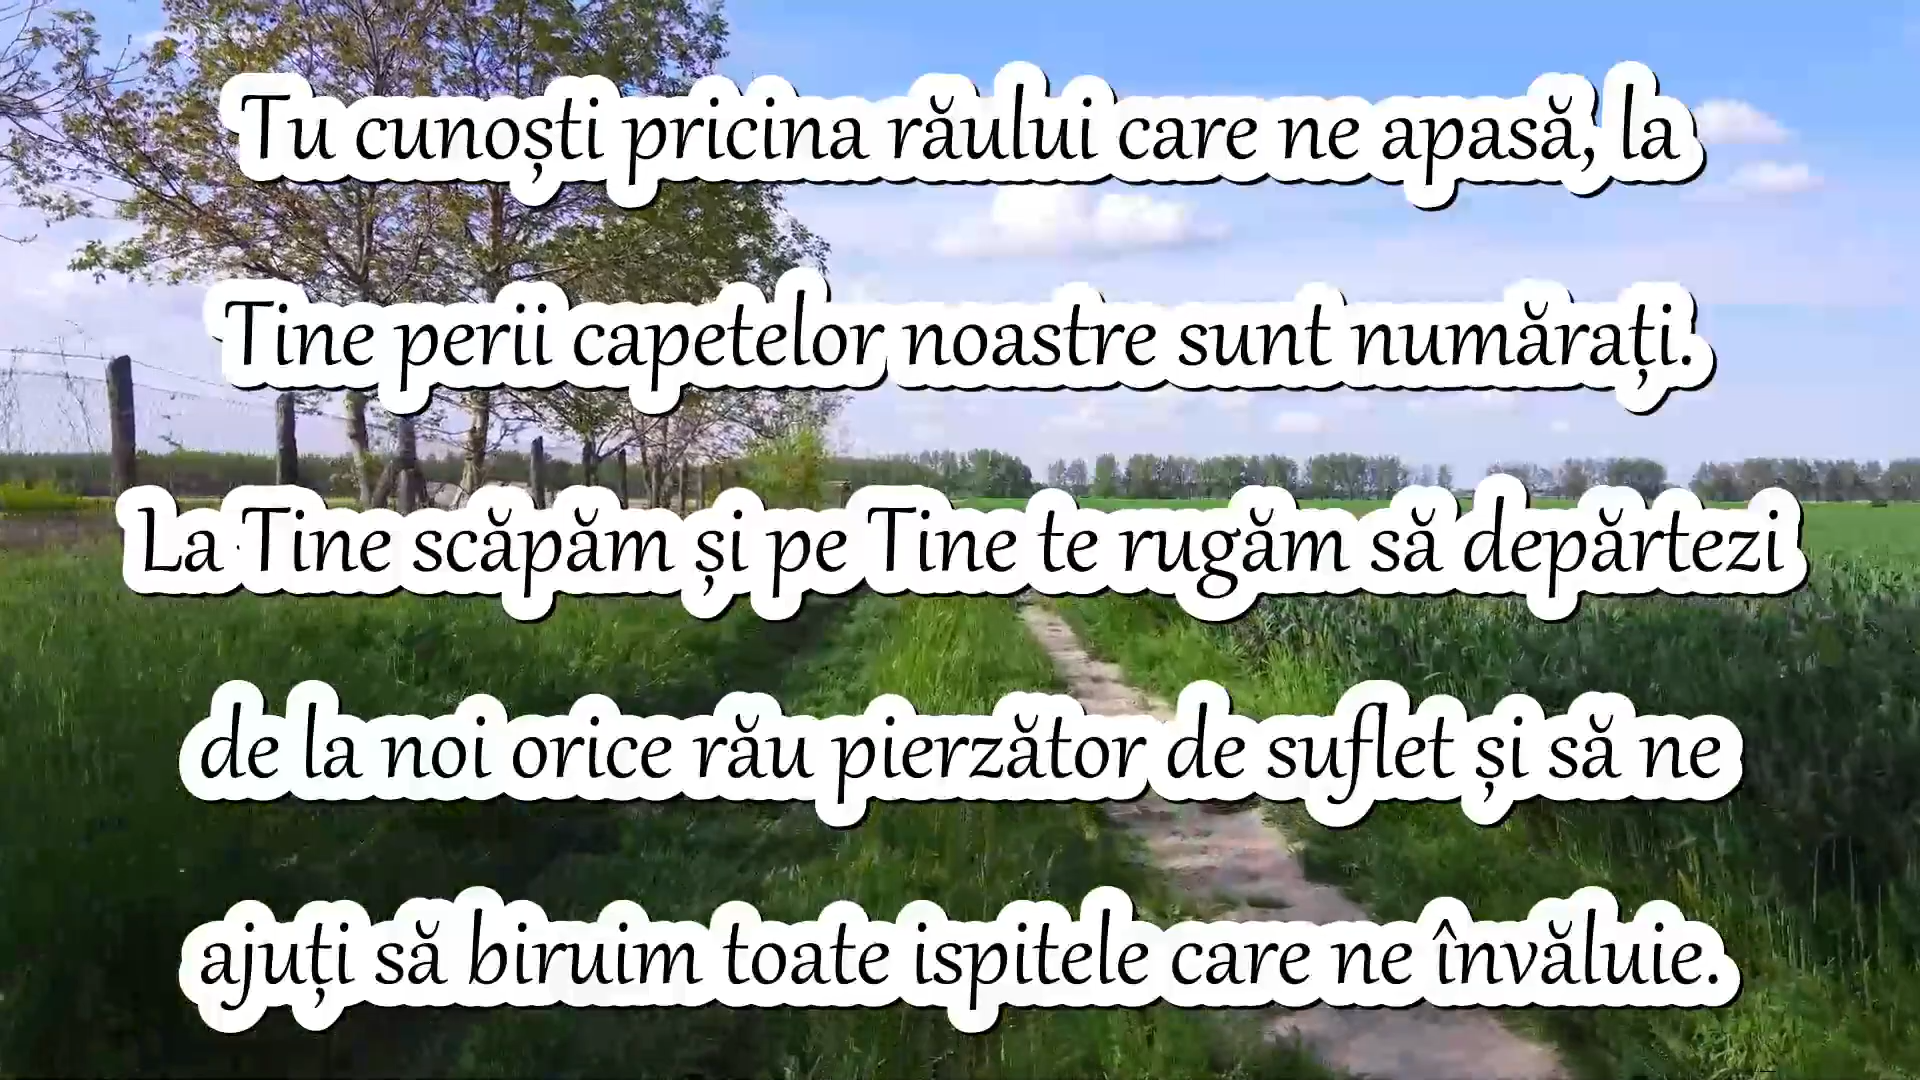 Tu cunoști pricina răului care ne apasă, la
Tine perii capetelor noastre sunt numărați.
La Tine scăpăm și pe Tine te rugăm să depărtezi
de la noi orice rău pierzător de suflet și să ne
ajuți să biruim toate ispitele care ne învăluie.